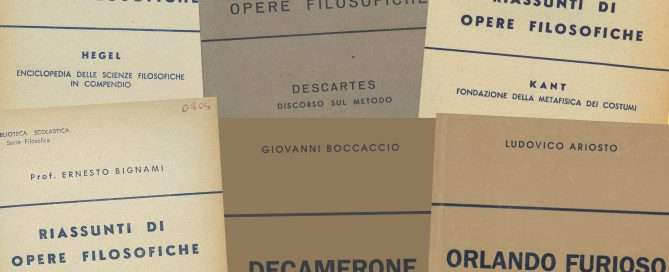 OPERE FILOSOFICHE
HEGEL
ENCICLOPEDIA DELLE SCIENZE FILOSOFICHE
IN COMPENDIO
OPERE FILOSOFICHE
DESCARTES
DISCORSO SUL METODO
RIASSUNTI DI
OPERE FILOSOFICHE
KANT
FONDAZIONE DELLA METAFISICA DEI COSTUMI
BIBLIOTECA SCOLASTICA
Serie Filosofica
Prof. ERNESTO BIGNAMI
RIASSUNTI DI
OPERE FILOSOFICHE
GIOVANNI BOCCACCIO
DECAMERONE
LUDOVICO ARIOSTO
ORLANDO FURIOSO